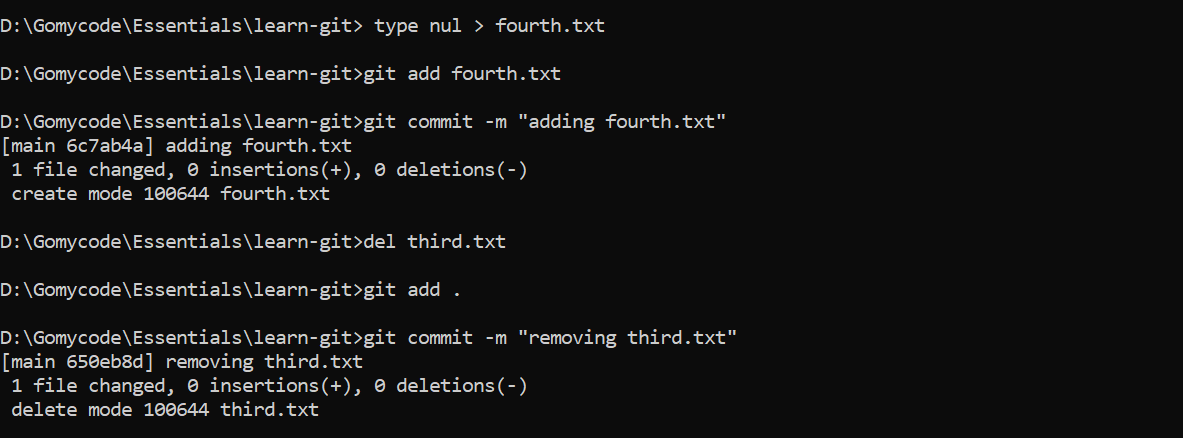 D:\Gomycode\Essentials\learn-git> type nul > fourth.txt
D:\Gomycode\Essentials\learn-git>git add fourth.txt
D:\Gomycode\Essentials\learn-git>git commit -m "adding fourth.txt"
[main 6c7ab4a] adding fourth.txt
 1 file changed, 0 insertions(+), 0 deletions(-)
 create mode 100644 fourth.txt
D:\Gomycode\Essentials\learn-git>del third.txt
D:\Gomycode\Essentials\learn-git>git add .
D:\Gomycode\Essentials\learn-git>git commit -m "removing third.txt"
[main 650eb8d] removing third.txt
 1 file changed, 0 insertions(+), 0 deletions(-)
 delete mode 100644 third.txt